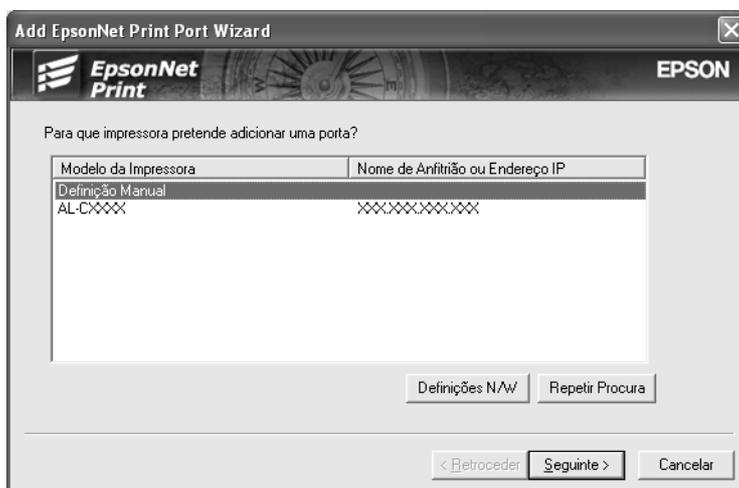 Add EpsonNet Print Port Wizard
EpsonNet
Print
EPSON
Para que impressora pretende adicionar uma porta?
Modelo da Impressora Nome de Anfitrião ou Endereço IP
Definição Manual
AL-CXXXX XXX.XXX.XXX.XXX
Definições N/W Repetir Procura
< Retroceder Seguinte > Cancelar